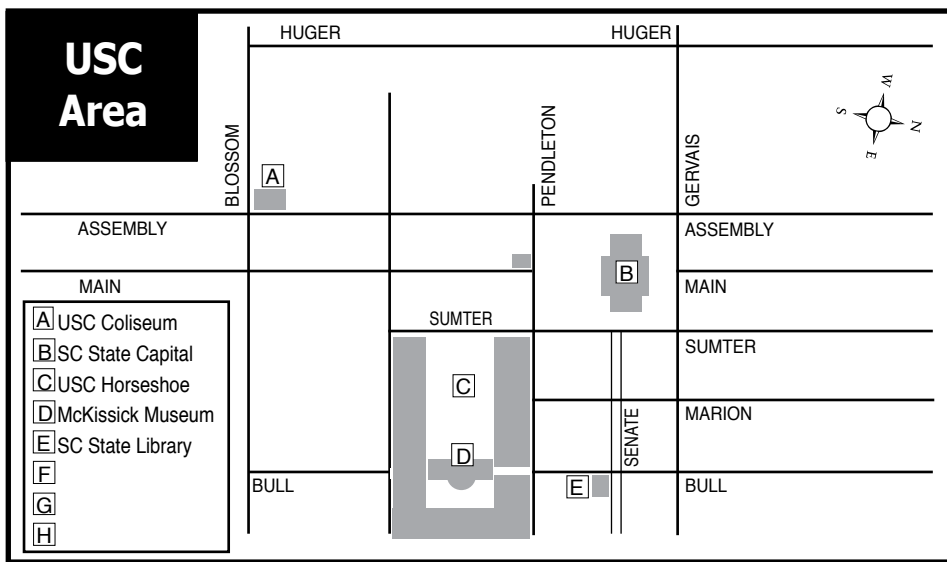 USC
Area
HUGER
HUGER
BLOSSOM
PENDLETON
GERVAIS
W
S
N
E
A
ASSEMBLY
ASSEMBLY
B
MAIN
MAIN
SUMTER
SUMTER
C
MARION
SENATE
D
BULL
E
BULL
A USC Coliseum
B SC State Capital
C USC Horseshoe
D McKissick Museum
E SC State Library
F
G
H